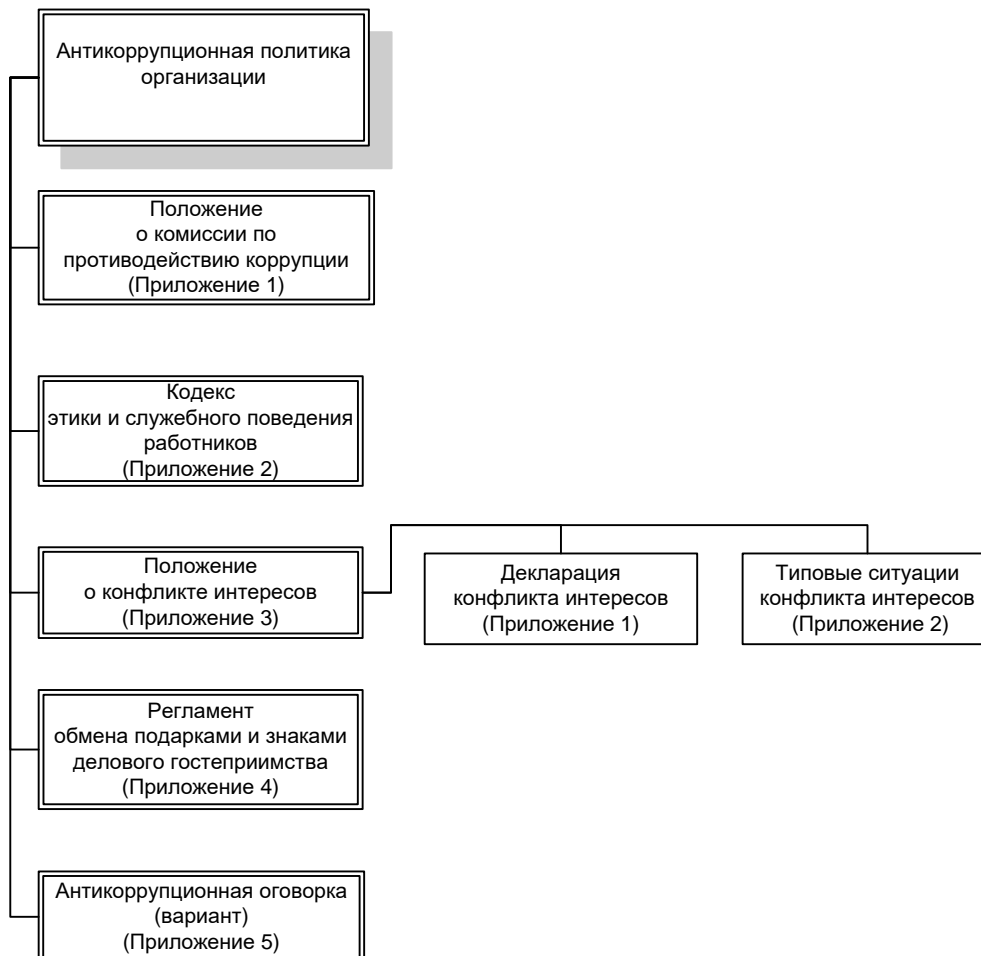 Антикоррупционная политика
организации
Положение
о комиссии по
противодействию коррупции
(Приложение 1)
Кодекс
этики и служебного поведения
работников
(Приложение 2)
Положение
о конфликте интересов
(Приложение 3)
Декларация
конфликта интересов
(Приложение 1)
Типовые ситуации
конфликта интересов
(Приложение 2)
Регламент
обмена подарками и знаками
делового гостеприимства
(Приложение 4)
Антикоррупционная оговорка
(вариант)
(Приложение 5)